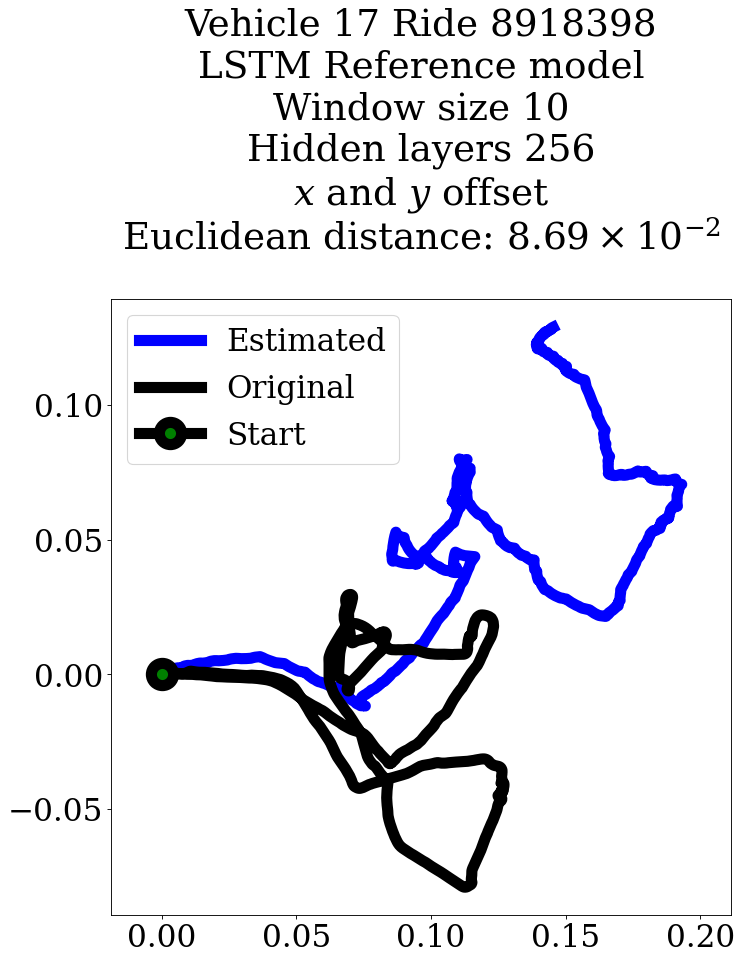 Vehicle 17 Ride 8918398
LSTM Reference model
Window size 10
Hidden layers 256
x and y offset
Euclidean distance: 8.69 × 10⁻²
Estimated
Original
Start
0.10
0.05
0.00
−0.05
0.00 0.05 0.10 0.15 0.20